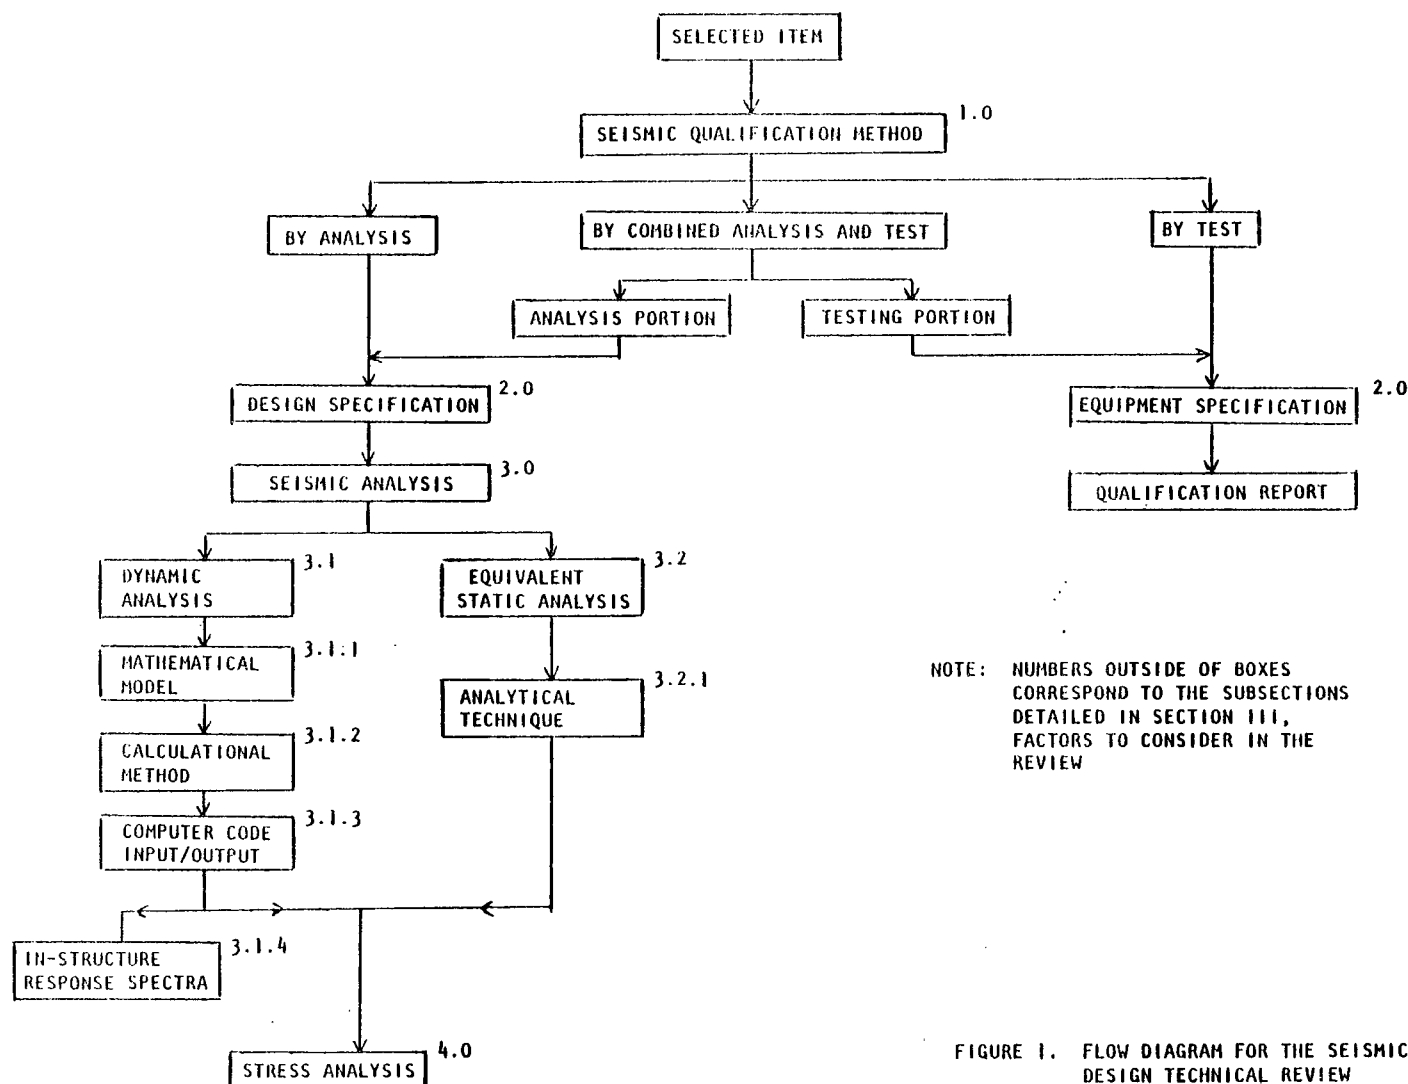 SELECTED ITEM
1.0
SEISMIC QUALIFICATION METHOD
BY ANALYSIS
BY COMBINED ANALYSIS AND TEST
BY TEST
ANALYSIS PORTION
TESTING PORTION
2.0
DESIGN SPECIFICATION
2.0
EQUIPMENT SPECIFICATION
3.0
SEISMIC ANALYSIS
QUALIFICATION REPORT
3.1
DYNAMIC
ANALYSIS
3.2
EQUIVALENT
STATIC ANALYSIS
3.1.1
MATHEMATICAL
MODEL
3.2.1
ANALYTICAL
TECHNIQUE
NOTE: NUMBERS OUTSIDE OF BOXES
CORRESPOND TO THE SUBSECTIONS
DETAILED IN SECTION III,
FACTORS TO CONSIDER IN THE
REVIEW
3.1.2
CALCULATIONAL
METHOD
3.1.3
COMPUTER CODE
INPUT/OUTPUT
3.1.4
IN-STRUCTURE
RESPONSE SPECTRA
4.0
STRESS ANALYSIS
FIGURE 1. FLOW DIAGRAM FOR THE SEISMIC
DESIGN TECHNICAL REVIEW